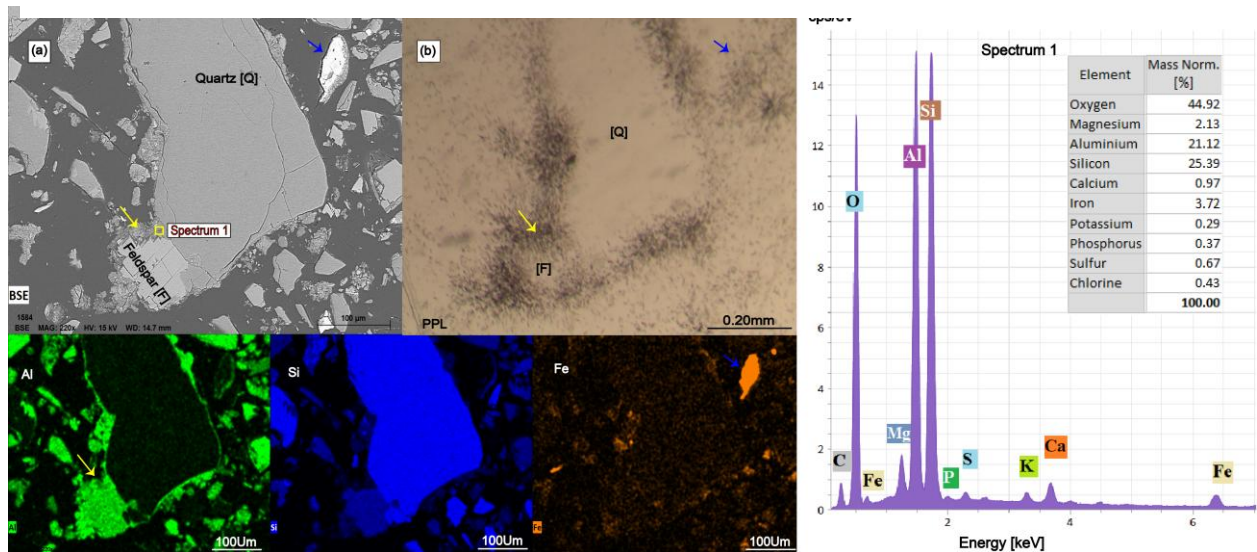 (a)
Quartz [Q]
Spectrum 1
Feldspar [F]
BSE
1584
BSE MAG: 220x HV: 15 kV WD: 14.7 mm
100 µm
(b)
[Q]
[F]
PPL
0.20mm
Al
Al
100Um
Si
Si
100Um
Fe
Fe
100Um
cps/eV
Spectrum 1
Element Mass Norm. [%]
Oxygen 44.92
Magnesium 2.13
Aluminium 21.12
Silicon 25.39
Calcium 0.97
Iron 3.72
Potassium 0.29
Phosphorus 0.37
Sulfur 0.67
Chlorine 0.43
100.00
14
12
10
8
6
4
2
0
Si
Al
O
C
Fe
Mg
P
S
K
Ca
Fe
2 4 6
Energy [keV]